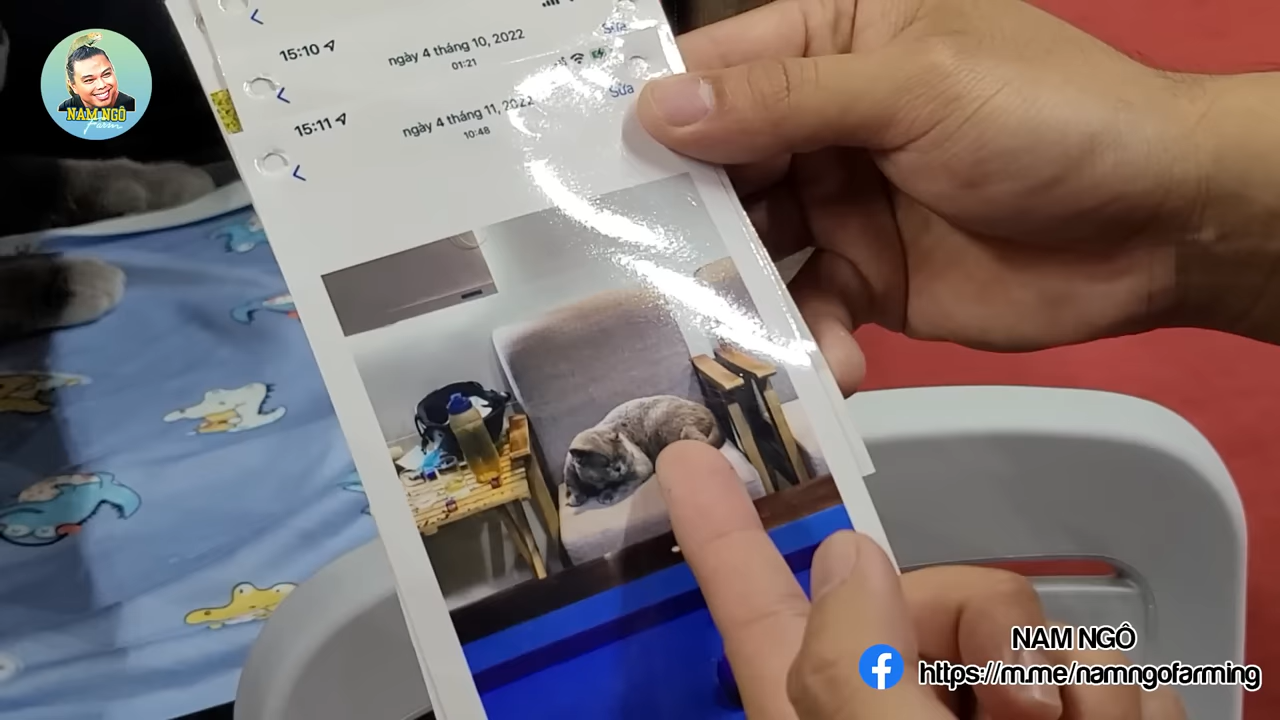 15:10
ngày 4 tháng 10, 2022
01:21
Sửa
15:11
ngày 4 tháng 11, 2022
10:48
Sửa
NAM NGÔ
Farm
NAM NGÔ
https://m.me/namngofarming